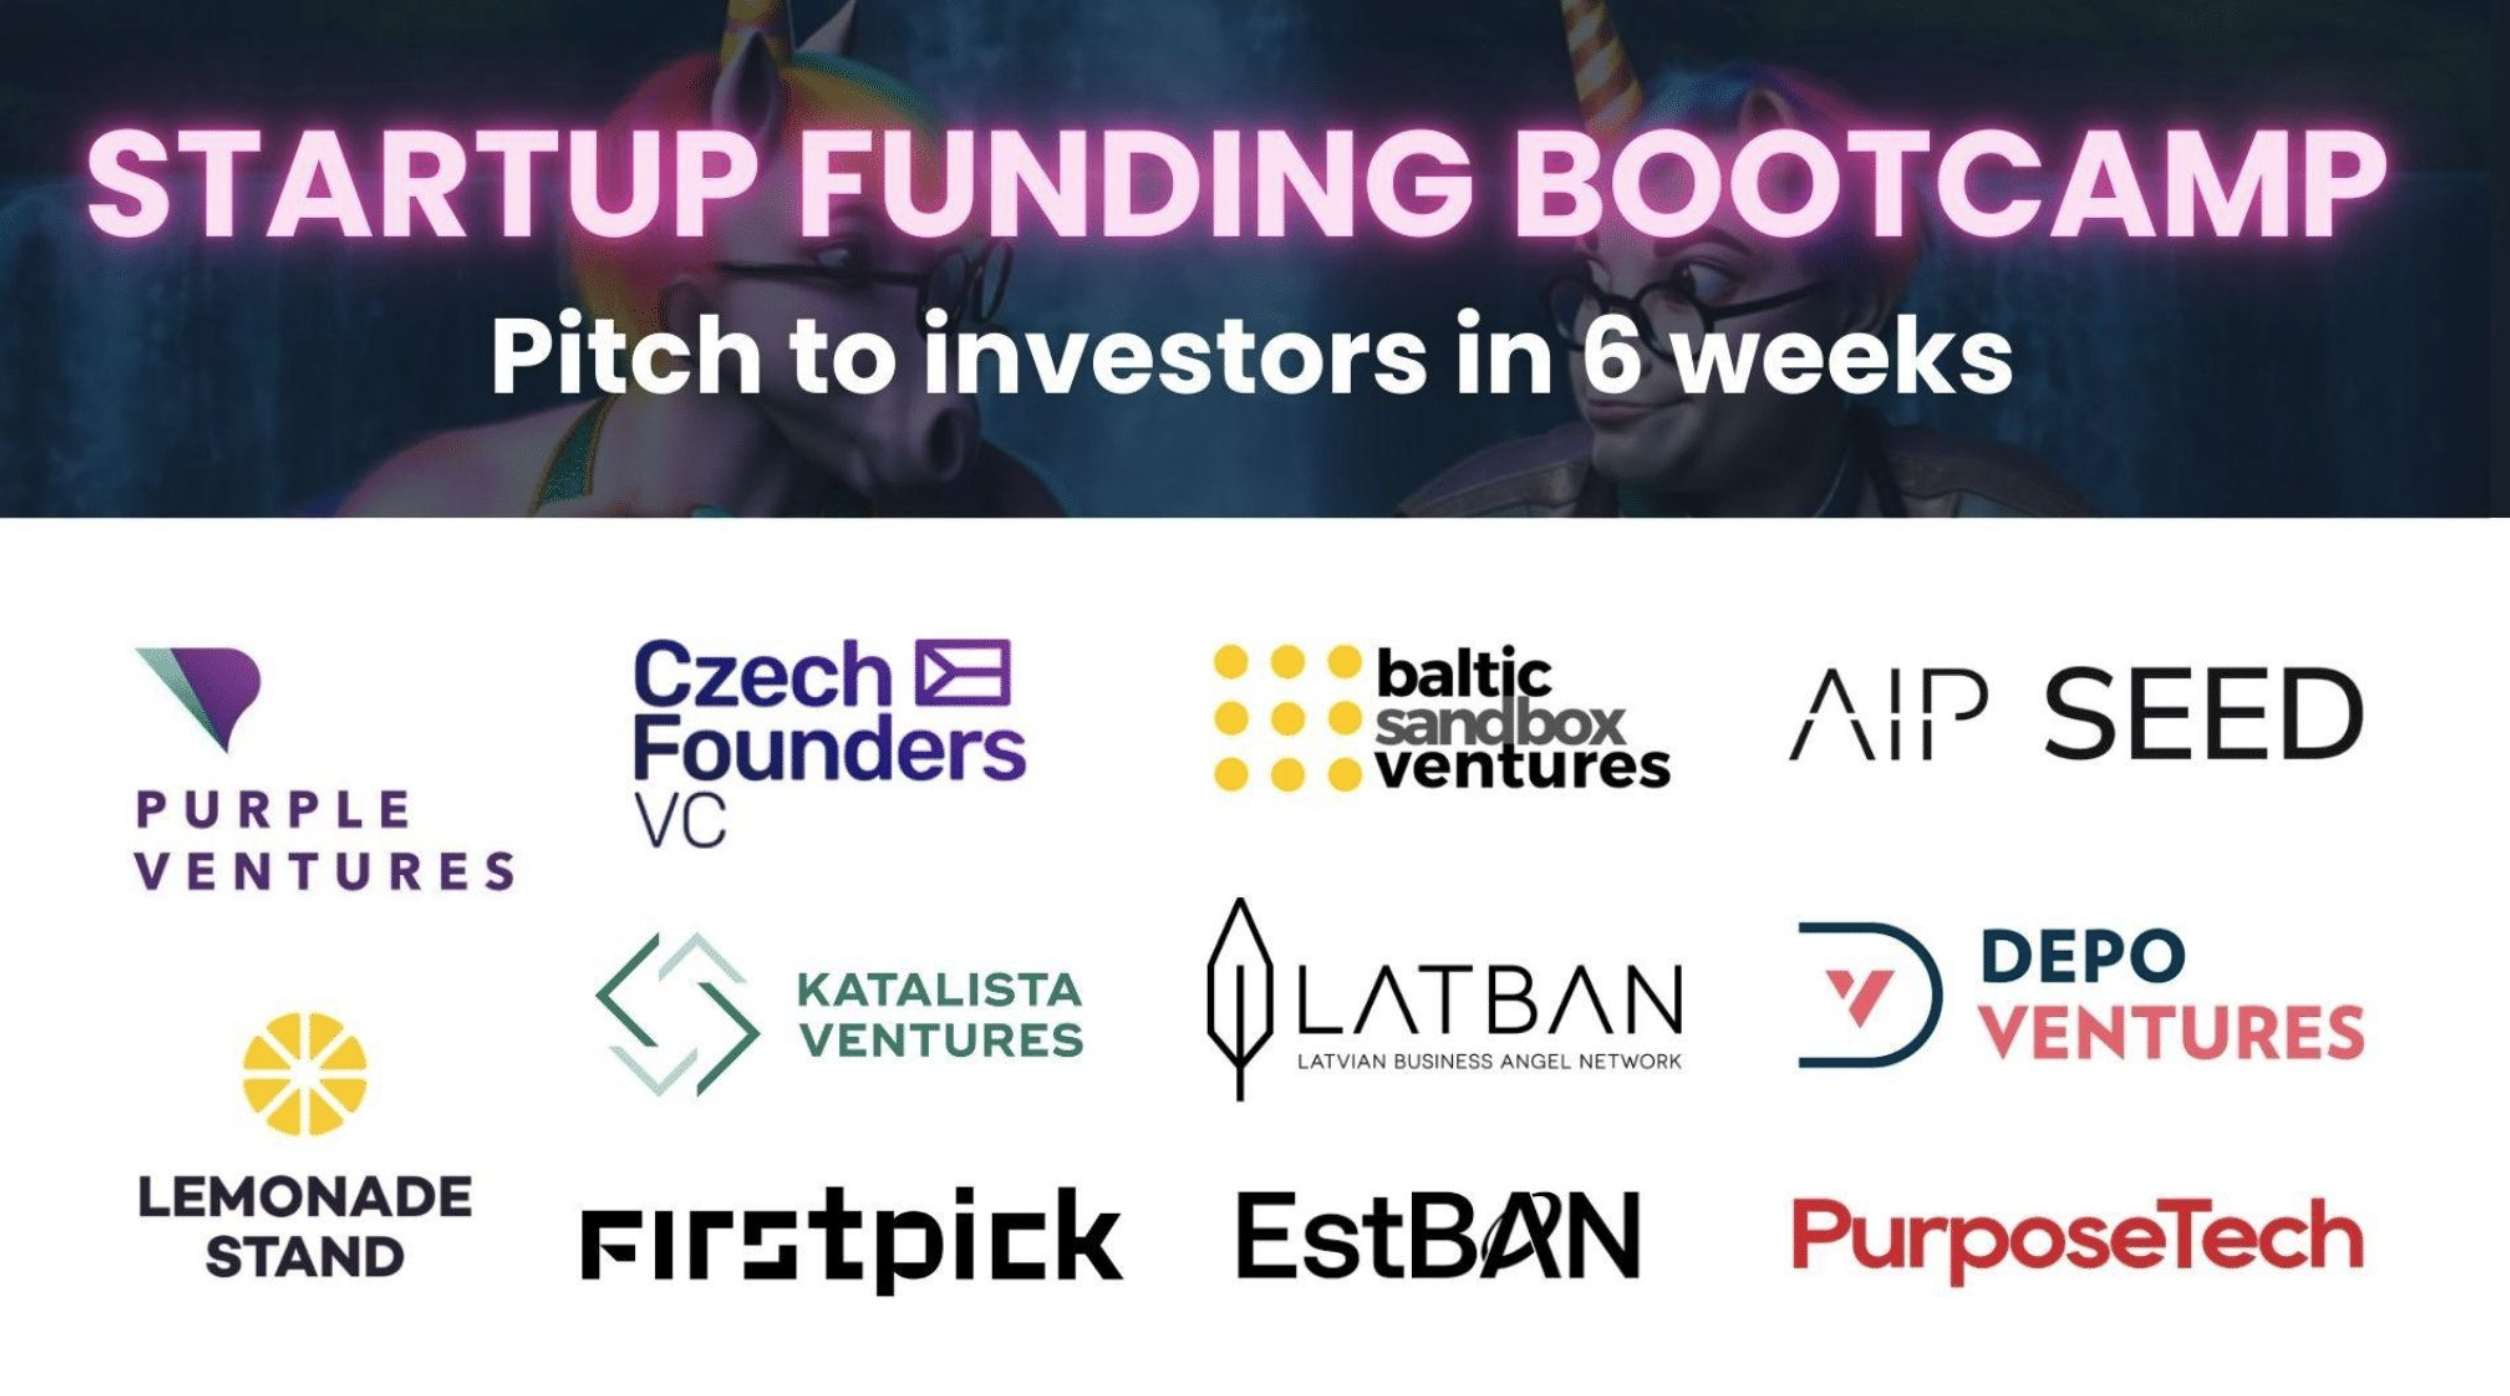 STARTUP FUNDING BOOTCAMP
Pitch to investors in 6 weeks
PURPLE
VENTURES
Czech
Founders
VC
baltic
sandbox
ventures
AIP SEED
LEMONADE
STAND
KATALISTA
VENTURES
LATBAN
LATVIAN BUSINESS ANGEL NETWORK
DEPO
VENTURES
Firstpick
EstBAN
PurposeTech